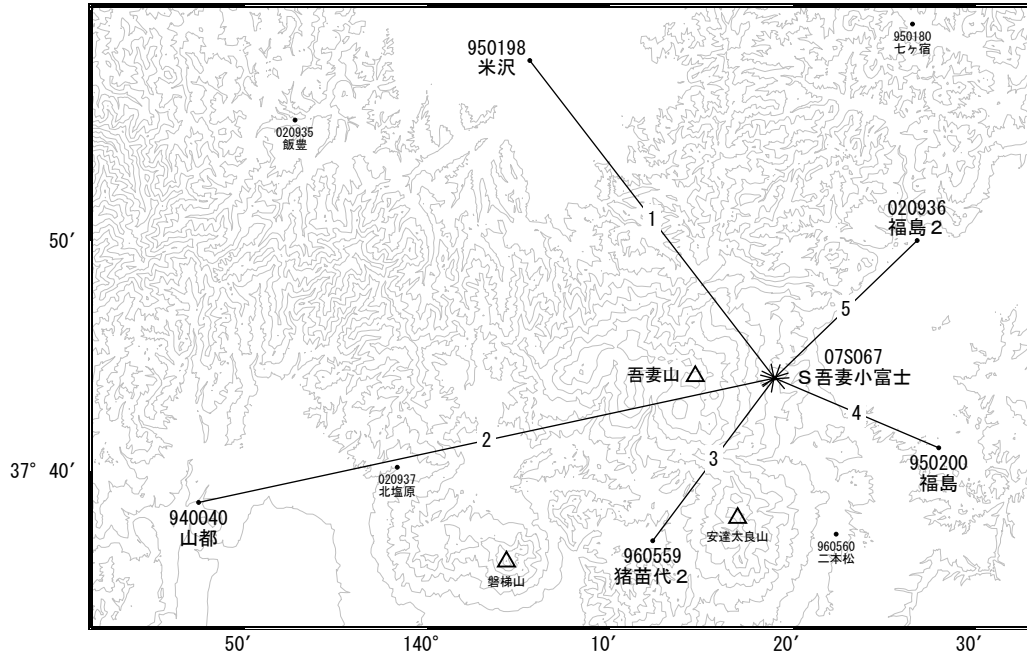 950198
米沢
950180
七ヶ宿
020935
飯豊
020936
福島２
1
50′
5
07S067
Ｓ吾妻小富士
吾妻山
4
2
3
37° 40′
020937
北塩原
950200
福島
940040
山都
安達太良山
960559
猪苗代２
960560
二本松
磐梯山
50′
140°
10′
20′
30′